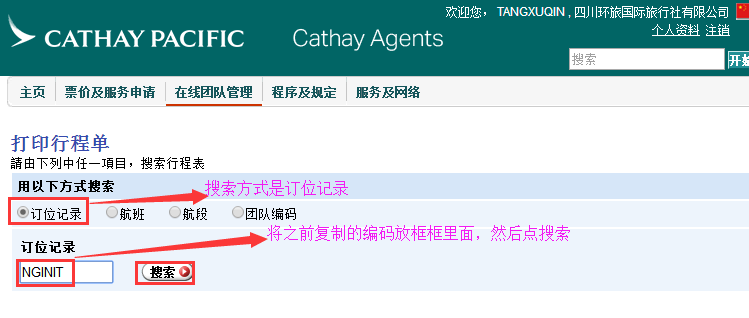 欢迎您， TANGXUQIN , 四川环旅国际旅行社有限公司
个人资料 注销
CATHAY PACIFIC Cathay Agents
搜索 开始
主页 票价及服务申请 在线团队管理 程序及规定 服务及网络
打印行程单
請由下列中任一項目，搜索行程表
用以下方式搜索
搜索方式是订位记录
订位记录 航班 航段 团队编码
将之前复制的编码放框框里面，然后点搜索
订位记录
NGINIT 搜索